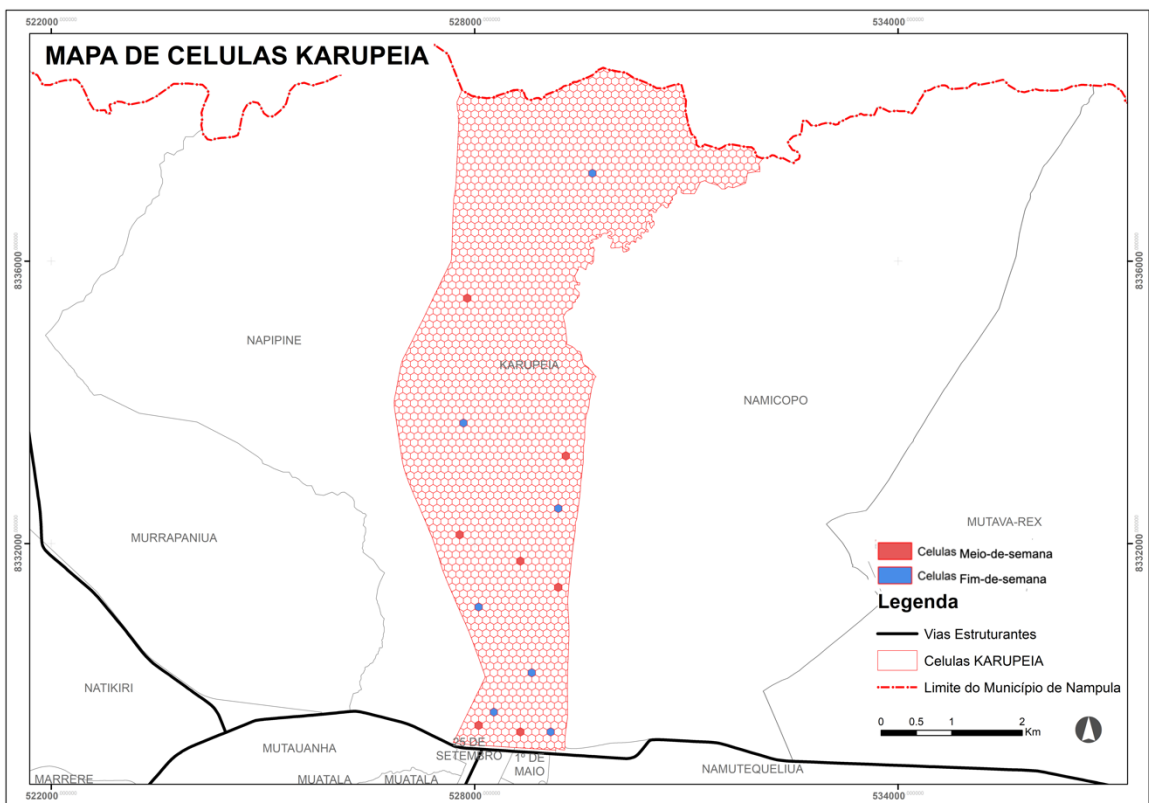 522000
528000
534000
MAPA DE CELULAS KARUPEIA
8336000
8336000
NAPIPINE
KARUPEIA
NAMICOPO
MURRAPANIUA
MUTAVA-REX
8332000
8332000
Celulas Meio-de-semana
Celulas Fim-de-semana
Legenda
Vias Estruturantes
Celulas KARUPEIA
Limite do Município de Nampula
NATIKIRI
0 0.5 1 2
Km
MUTAUANHA
25 DE
SETEMBRO
1º DE
MAIO
MARRERE
MUATALA
MUATALA
NAMUTEQUELIUA
522000
528000
534000